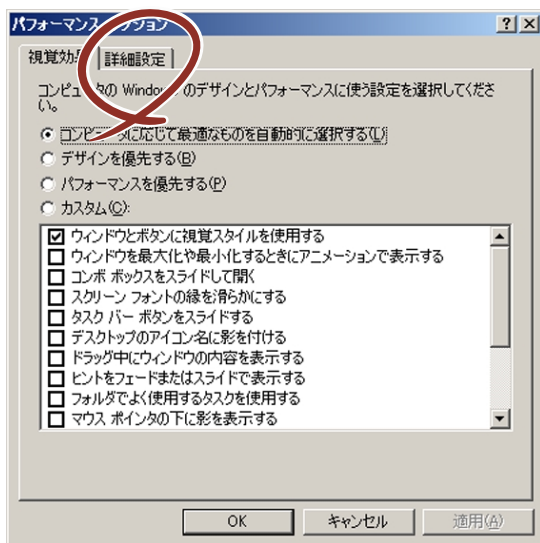 パフォーマンス オプション
視覚効果
詳細設定
コンピュータの Windows のデザインとパフォーマンスに使う設定を選択してくださ
い。
コンピュータに応じて最適なものを自動的に選択する(L)
デザインを優先する(B)
パフォーマンスを優先する(P)
カスタム(C):
ウィンドウとボタンに視覚スタイルを使用する
ウィンドウを最大化や最小化するときにアニメーションで表示する
コンボ ボックスをスライドして開く
スクリーン フォントの縁を滑らかにする
タスク バー ボタンをスライドする
デスクトップのアイコン名に影を付ける
ドラッグ中にウィンドウの内容を表示する
ヒントをフェードまたはスライドで表示する
フォルダでよく使用するタスクを使用する
マウス ポインタの下に影を表示する
OK
キャンセル
適用(A)